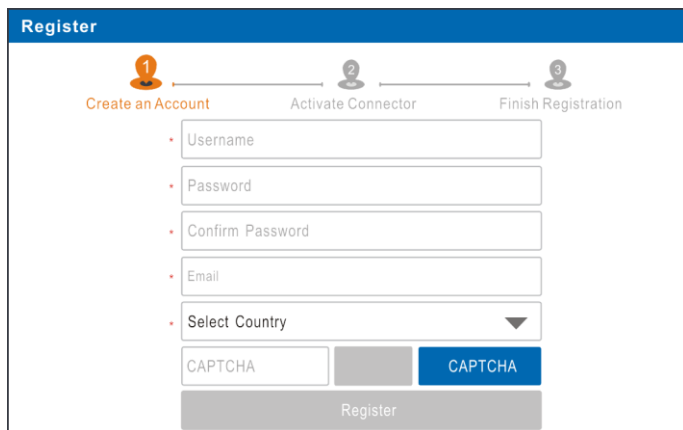 Register
1 2 3
Create an Account Activate Connector Finish Registration
* Username
* Password
* Confirm Password
* Email
* Select Country
CAPTCHA CAPTCHA
Register